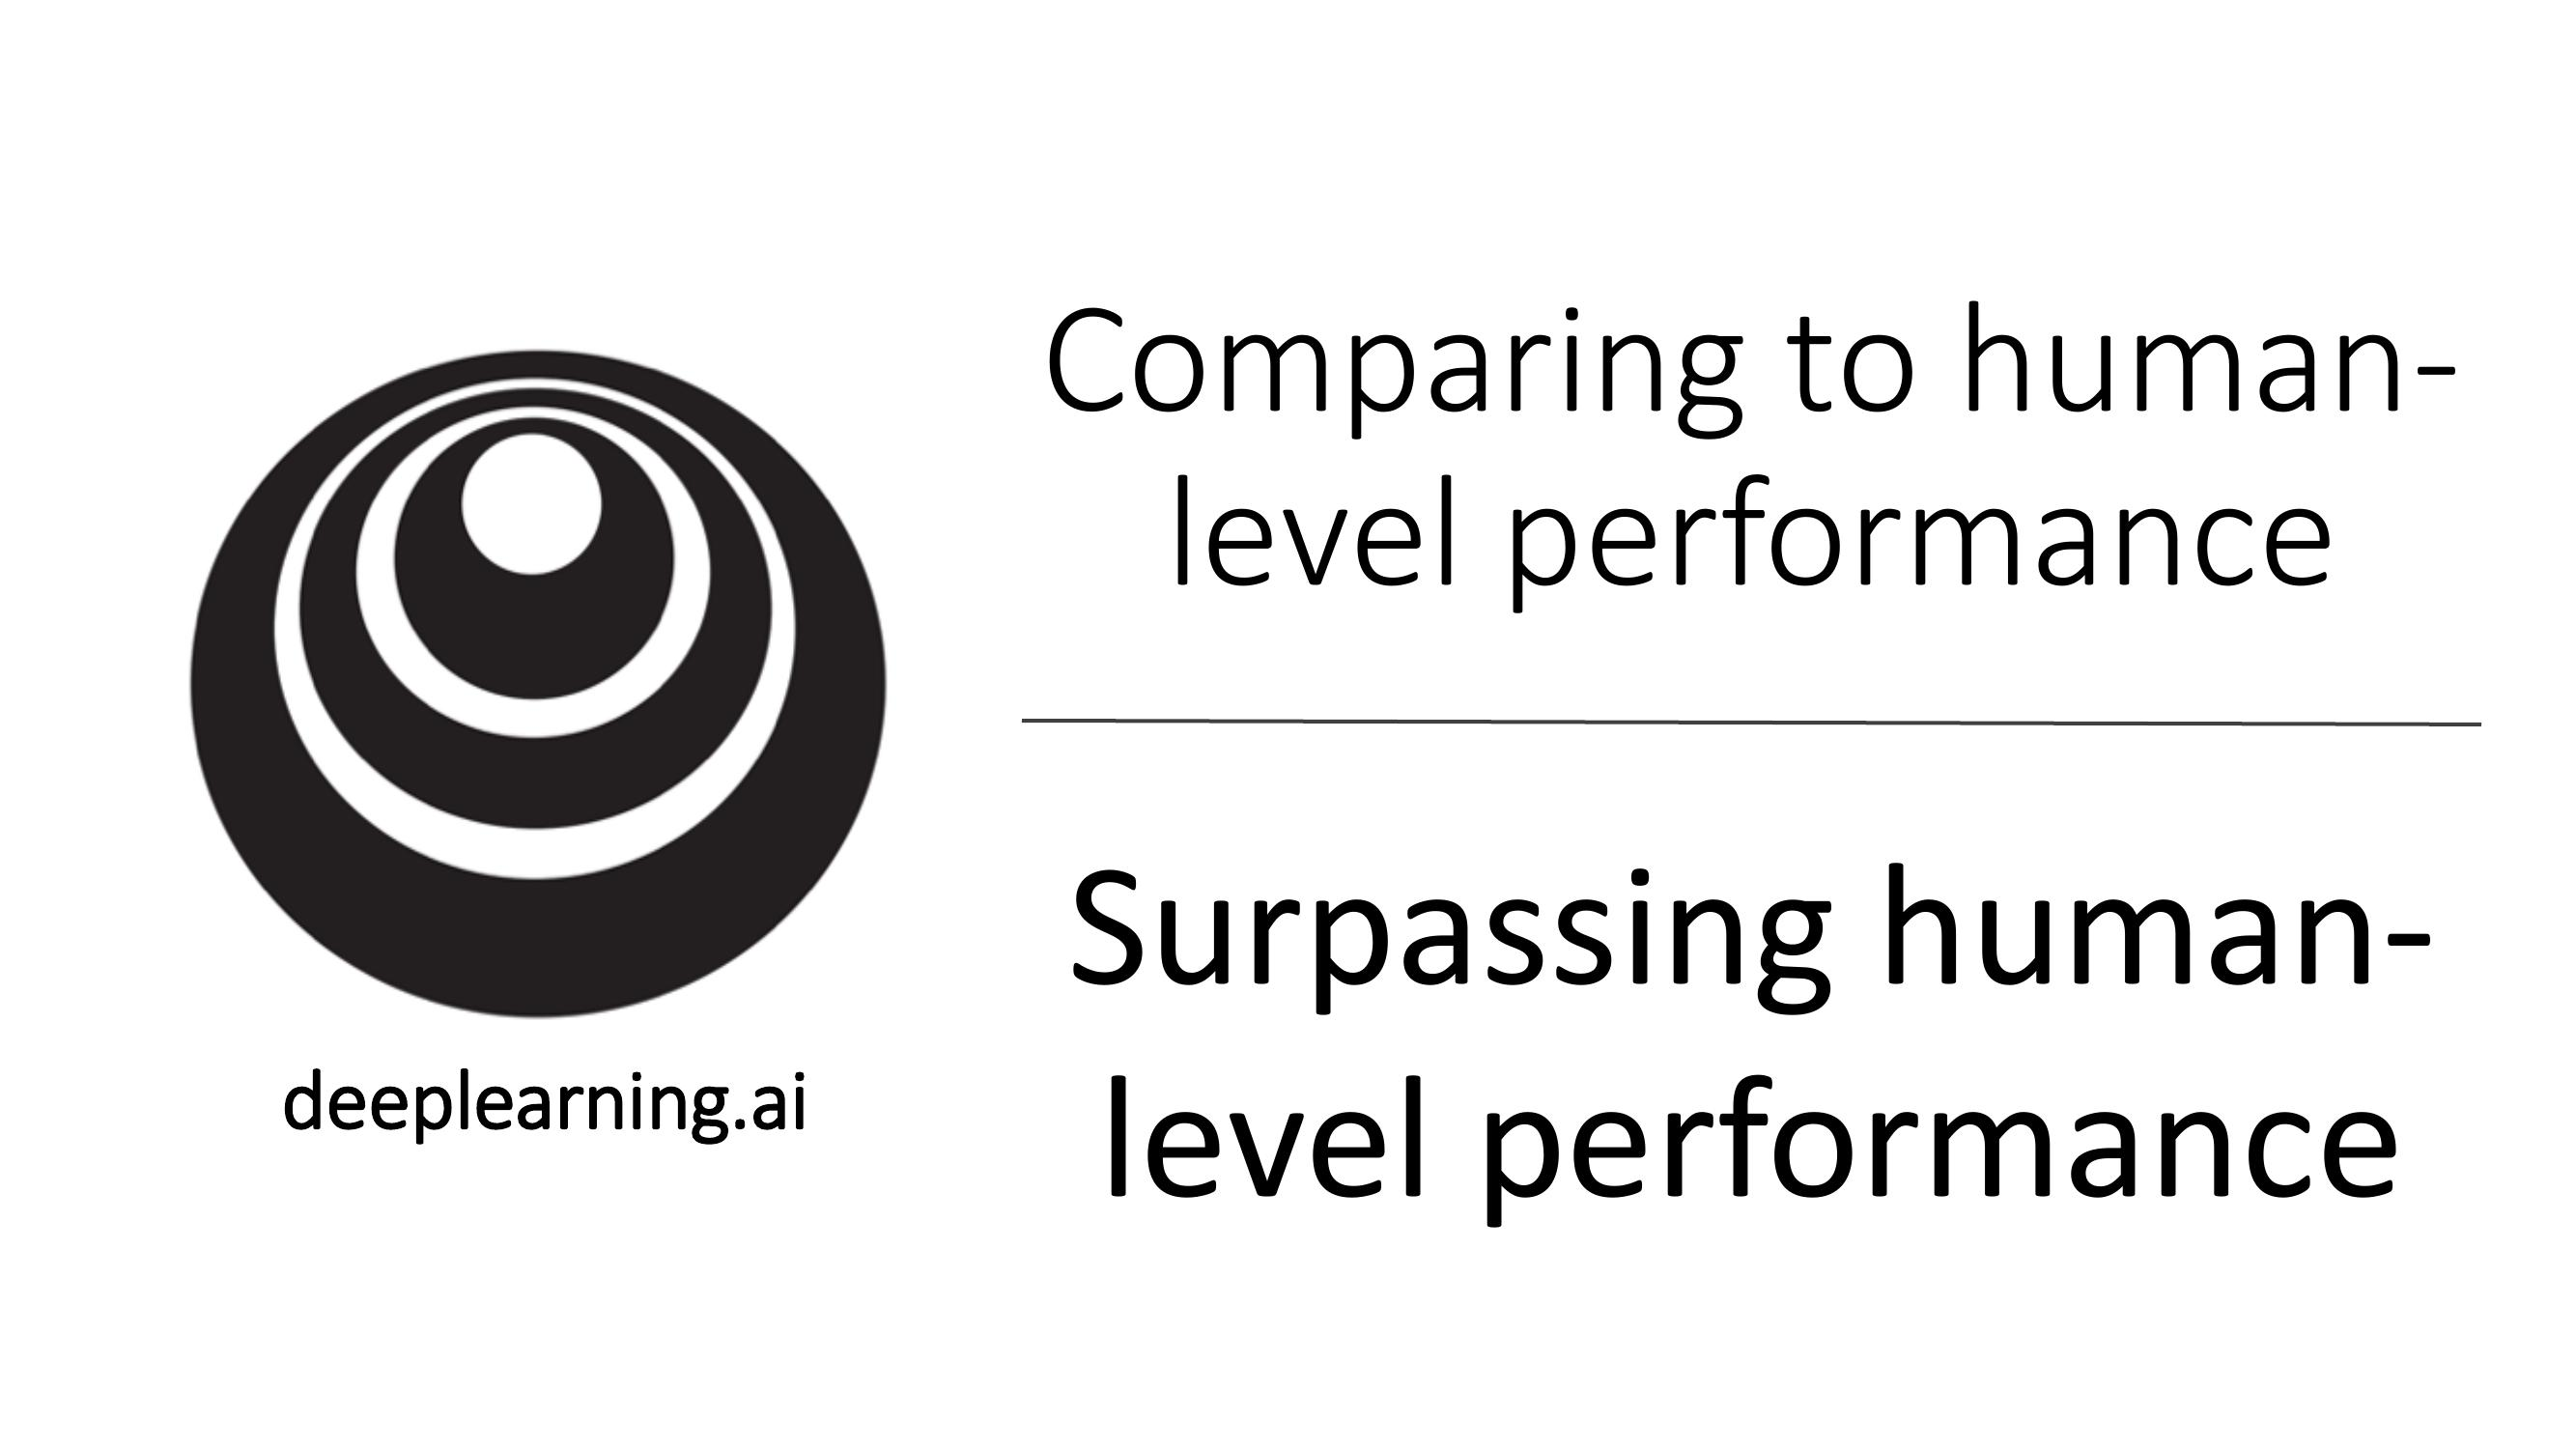 Comparing to human-
level performance
Surpassing human-
level performance
deeplearning.ai